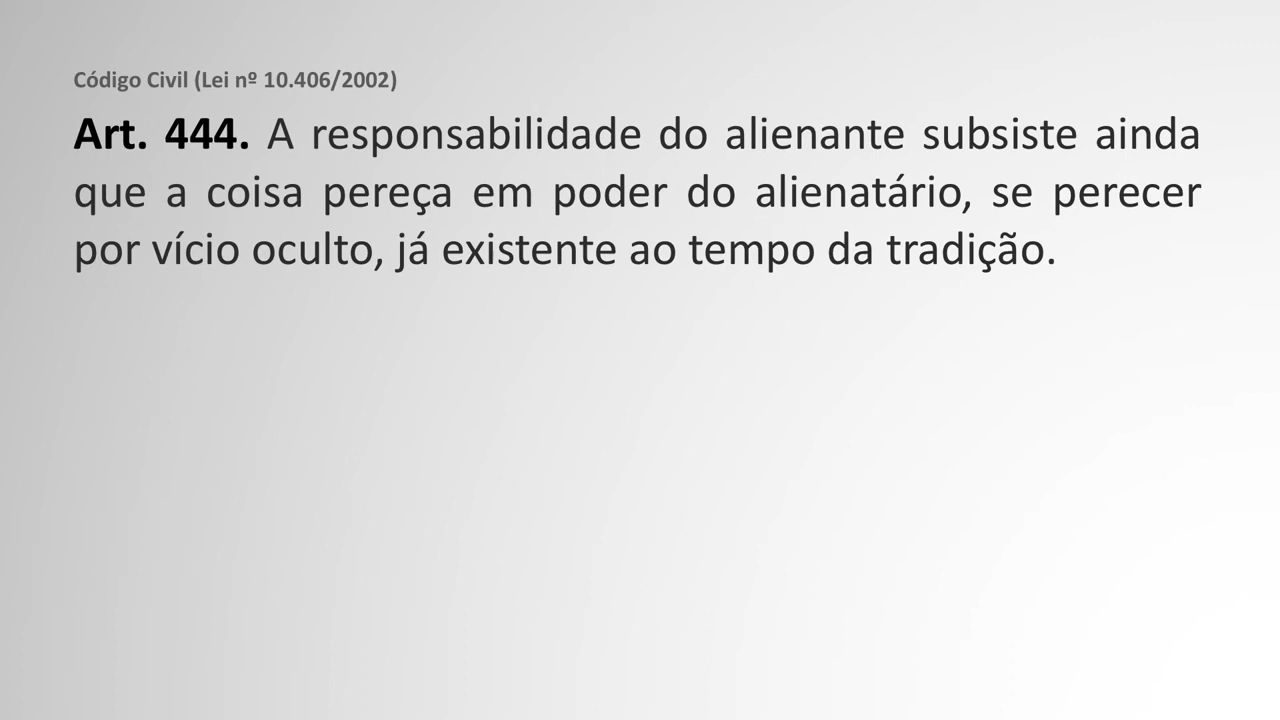 Código Civil (Lei nº 10.406/2002)
Art. 444. A responsabilidade do alienante subsiste ainda
que a coisa pereça em poder do alienatário, se perecer
por vício oculto, já existente ao tempo da tradição.